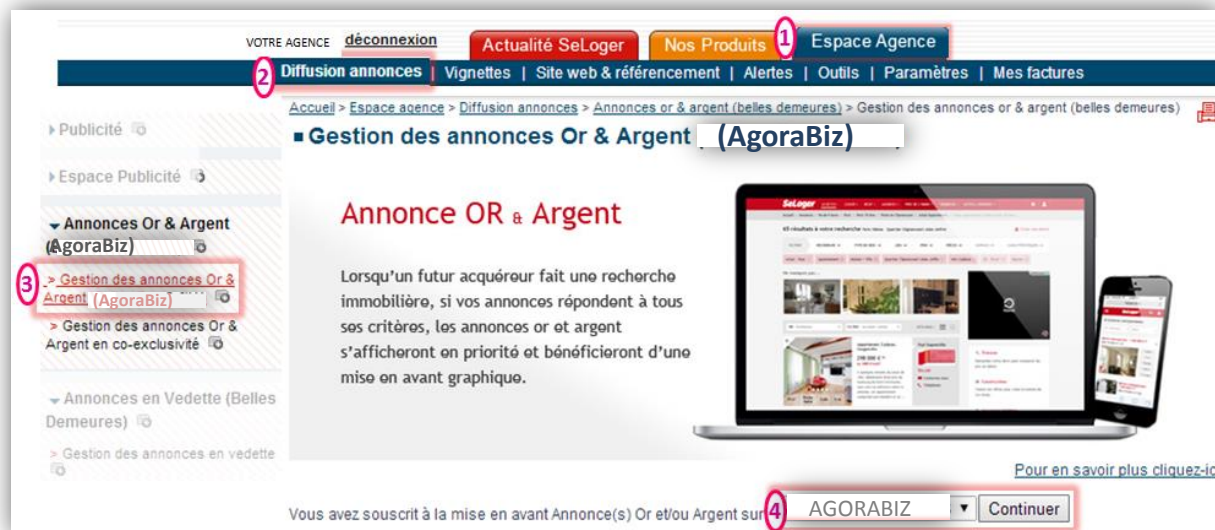 VOTRE AGENCE déconnexion Actualité SeLoger Nos Produits 1 Espace Agence
2 Diffusion annonces | Vignettes | Site web & référencement | Alertes | Outils | Paramètres | Mes factures
Accueil > Espace agence > Diffusion annonces > Annonces or & argent (belles demeures) > Gestion des annonces or & argent (belles demeures)
Gestion des annonces Or & Argent (AgoraBiz)
Publicité
Espace Publicité
Annonces Or & Argent
(AgoraBiz)
3 > Gestion des annonces Or &
Argent (AgoraBiz)
> Gestion des annonces Or &
Argent en co-exclusivité
Annonces en Vedette (Belles
Demeures)
> Gestion des annonces en vedette
Annonce OR & Argent
Lorsqu'un futur acquéreur fait une recherche
immobilière, si vos annonces répondent à tous
ses critères, les annonces or et argent
s'afficheront en priorité et bénéficieront d'une
mise en avant graphique.
SeLoger
Pour en savoir plus cliquez-ic
Vous avez souscrit à la mise en avant Annonce(s) Or et/ou Argent sur 4 AGORABIZ Continuer